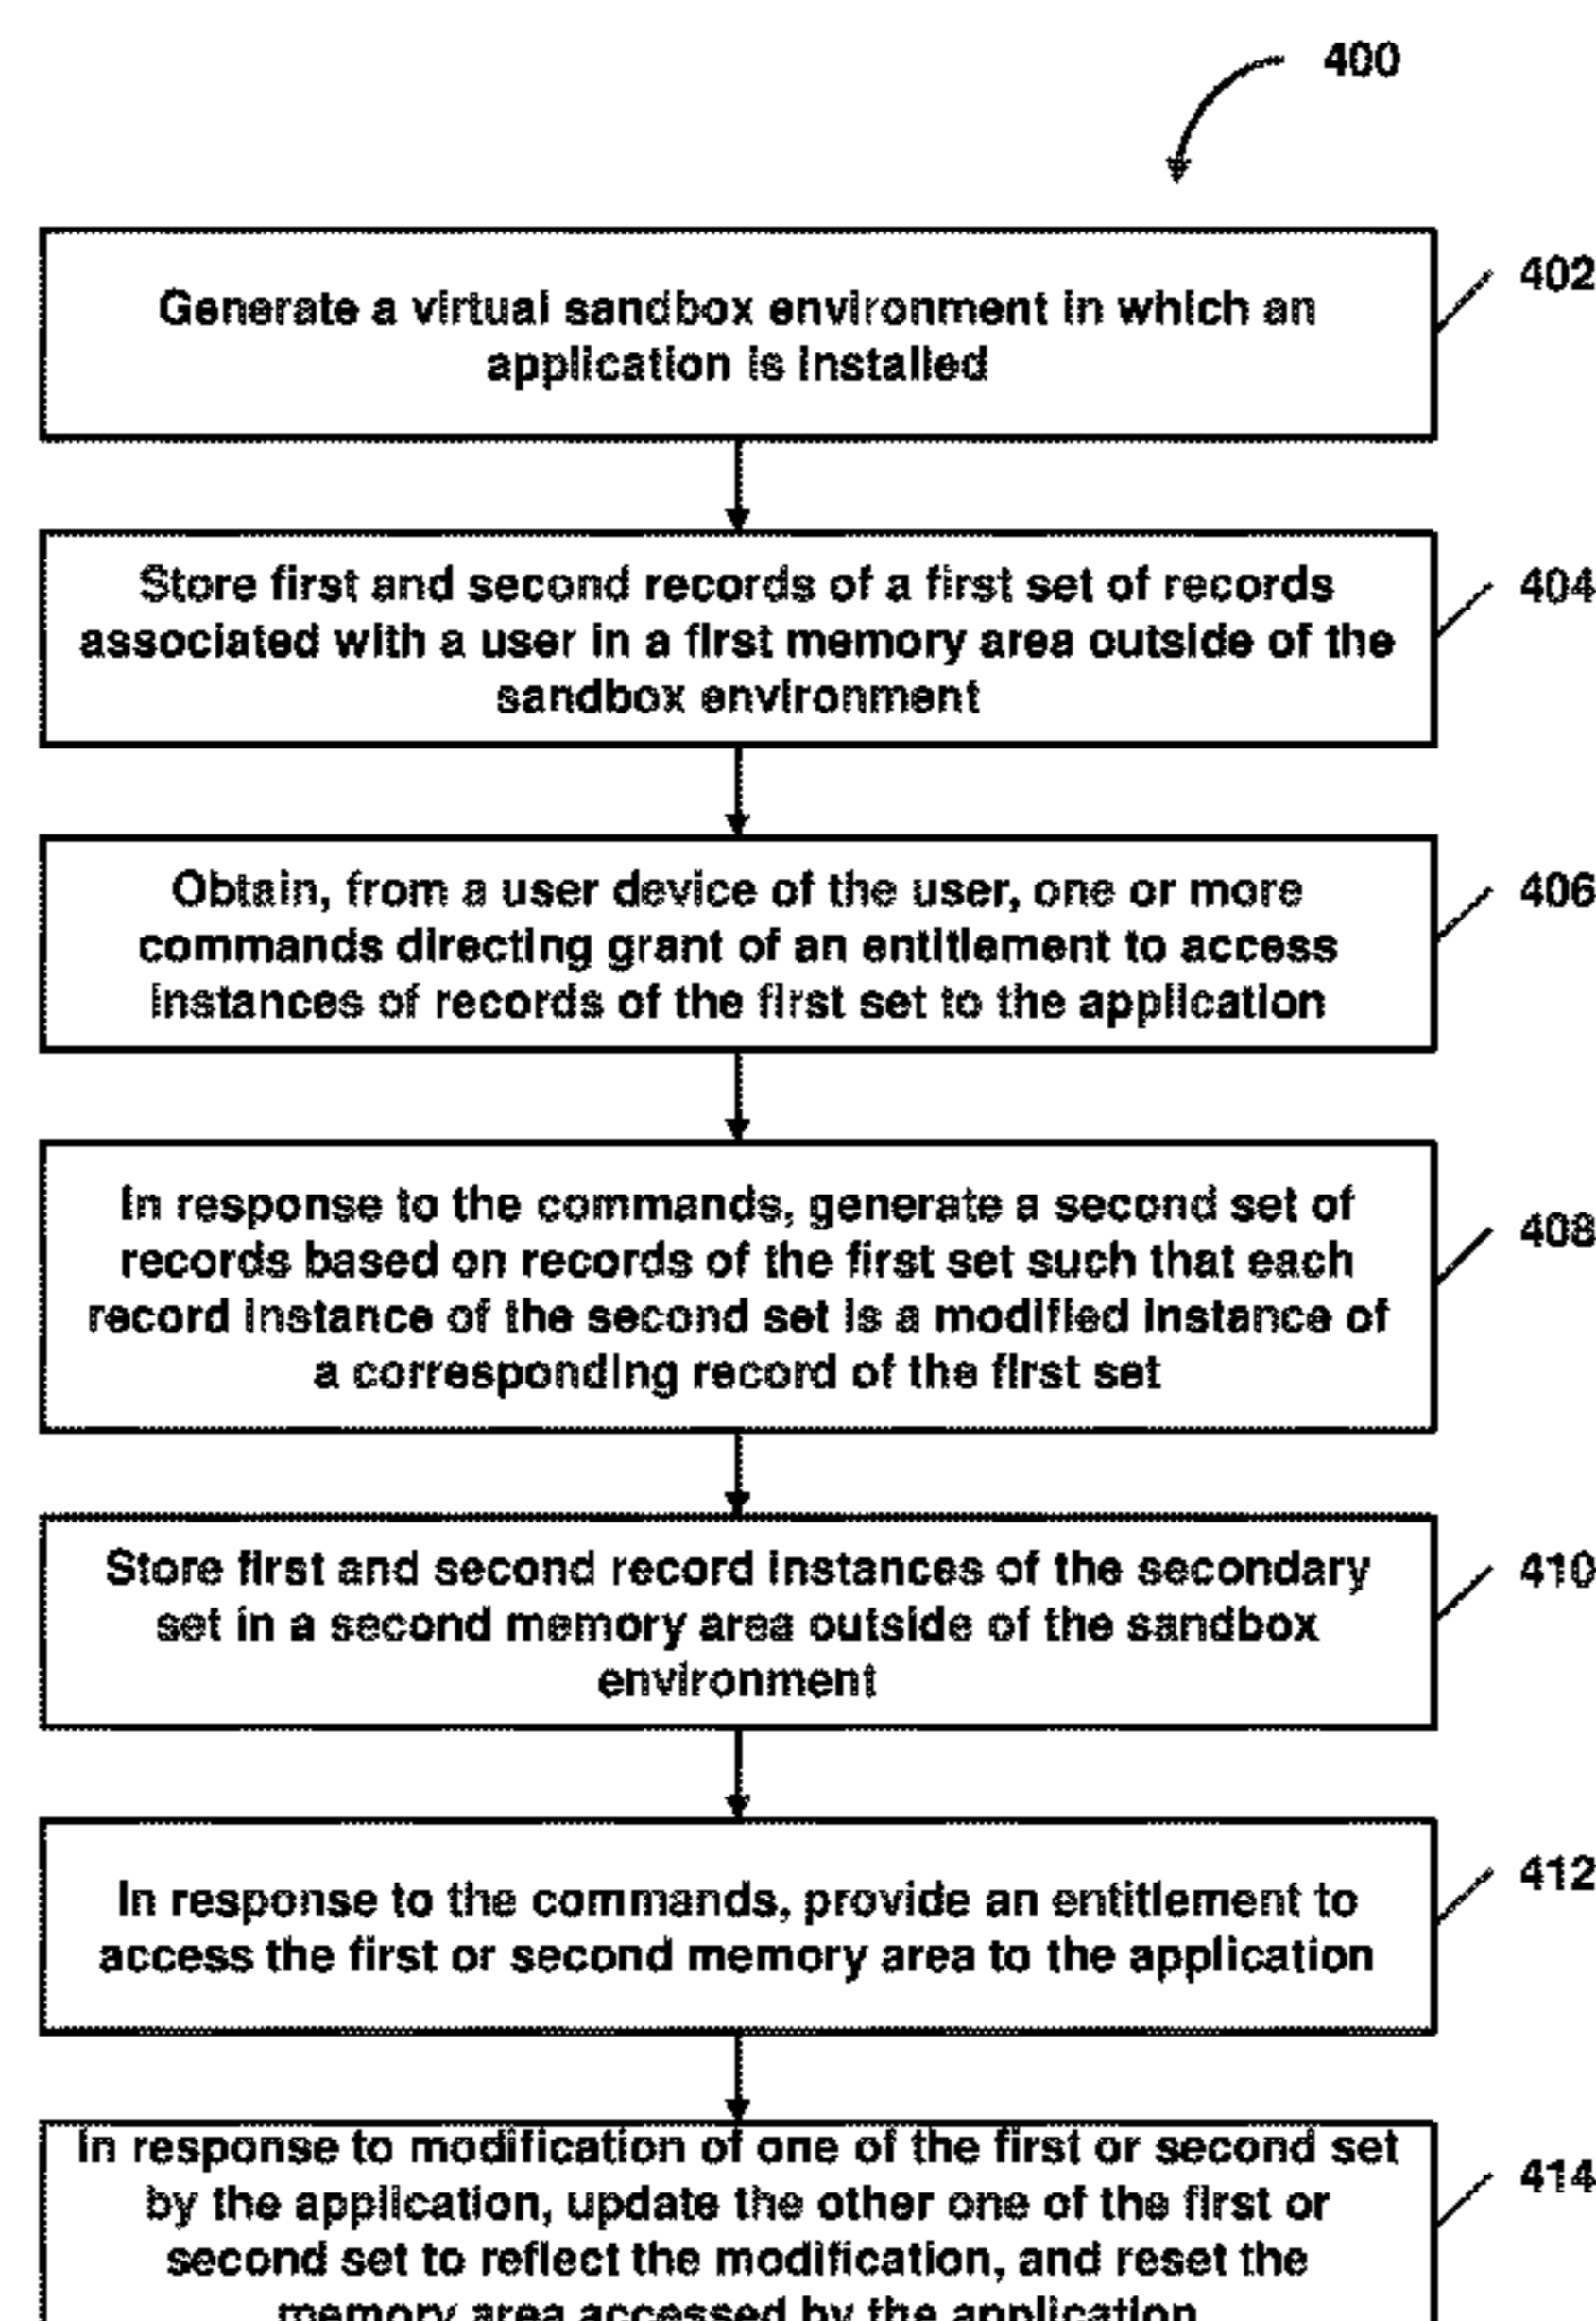 400
Generate a virtual sandbox environment in which an
application is installed
402
Store first and second records of a first set of records
associated with a user in a first memory area outside of the
sandbox environment
404
Obtain, from a user device of the user, one or more
commands directing grant of an entitlement to access
instances of records of the first set to the application
406
In response to the commands, generate a second set of
records based on records of the first set such that each
record instance of the second set is a modified instance of
a corresponding record of the first set
408
Store first and second record instances of the secondary
set in a second memory area outside of the sandbox
environment
410
In response to the commands, provide an entitlement to
access the first or second memory area to the application
412
In response to modification of one of the first or second set
by the application, update the other one of the first or
second set to reflect the modification, and reset the
memory area accessed by the application
414